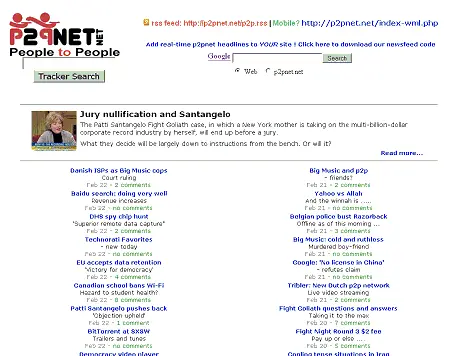 P2PNET.NET
People to People
rss feed: http://p2pnet.net/p2p.rss | Mobile? http://p2pnet.net/index-wml.php
Add real-time p2pnet headlines to YOUR site ! Click here to download our newsfeed code
Google Search
Web p2pnet.net
Tracker Search
Jury nullification and Santangelo
The Patti Santangelo Fight Goliath case, in which a New York mother is taking on the multi-billion-dollar
corporate record industry by herself, will end up before a jury.
What they decide will be largely down to instructions from the bench. Or will it?
Read more...
Danish ISPs as Big Music cops
Court ruling
Feb 22 - 2 comments
Baidu search: doing very well
Revenue increases
Feb 22 - no comments
DHS spy chip hunt
'Superior remote data capture'
Feb 22 - 2 comments
Technorati Favorites
- new today
Feb 22 - no comments
EU accepts data retention
'Victory for democracy'
Feb 22 - 4 comments
Canadian school bans Wi-Fi
Hazard to student health?
Feb 22 - 8 comments
Patti Santangelo pushes back
'Objection upheld'
Feb 22 - 1 comment
BitTorrent at SXSW
Trailers and tunes
Feb 22 - no comments
Democracy video player
Big Music and p2p
- friends?
Feb 21 - 2 comments
Yahoo vs Allah
And the winnah is .....
Feb 21 - no comments
Belgian police bust Razorback
Offline as of this morning ...
Feb 21 - 3 comments
Big Music: cold and ruthless
Murdered boy-friend
Feb 21 - no comments
Google: 'No license in China'
- refutes claim
Feb 21 - no comments
Tribler: New Dutch p2p network
Live video streaming
Feb 21 - 2 comments
Fight Goliath questions and answers
Taking it to the max
Feb 20 - 7 comments
Fight Night Round 3 $2 fee
Pay up or else ...
Feb 20 - 5 comments
Cooling tense situations in Iraq